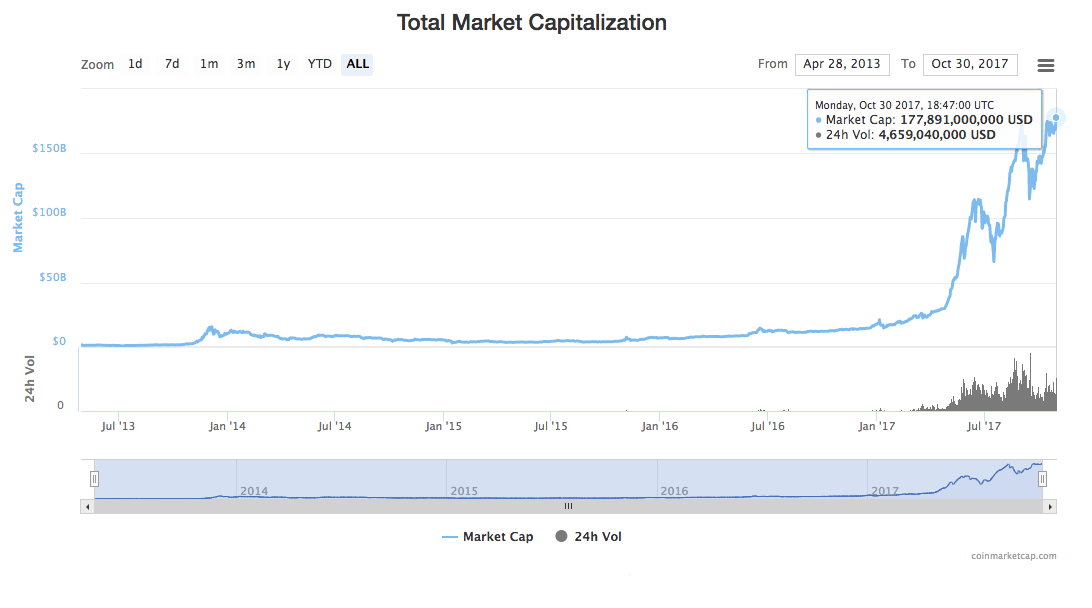 Total Market Capitalization
Zoom 1d 7d 1m 3m 1y YTD ALL
From Apr 28, 2013 To Oct 30, 2017
Monday, Oct 30 2017, 18:47:00 UTC
Market Cap: 177,891,000,000 USD
24h Vol: 4,659,040,000 USD
$150B
$100B
$50B
$0
Market Cap
24h Vol
0
Jul '13 Jan '14 Jul '14 Jan '15 Jul '15 Jan '16 Jul '16 Jan '17 Jul '17
2014 2015 2016 2017
Market Cap 24h Vol
coinmarketcap.com